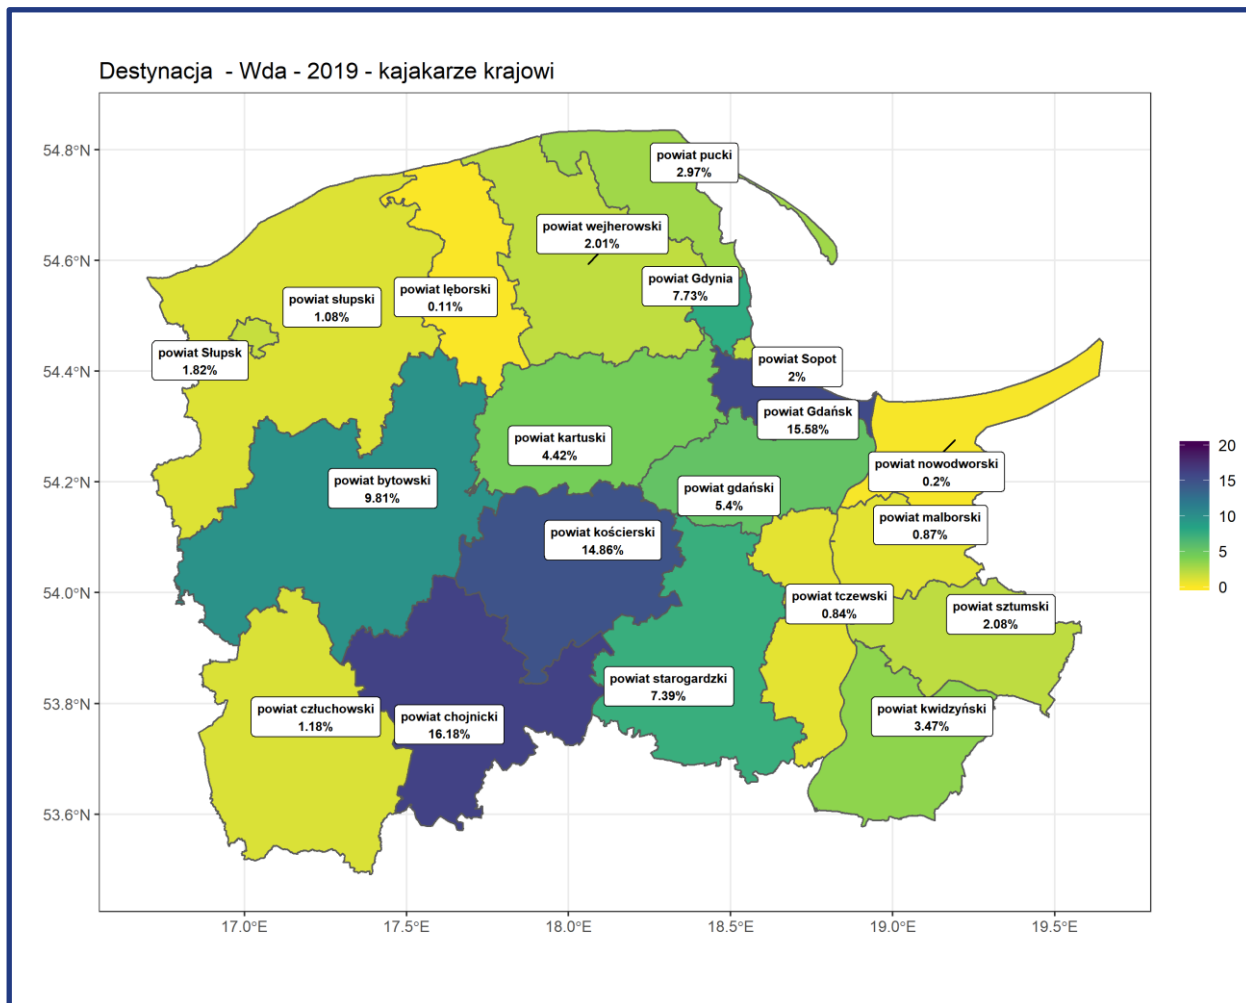 Destynacja  - Wda - 2019 - kajakarze krajowi
54.8°N
54.6°N
54.4°N
54.2°N
54.0°N
53.8°N
53.6°N
powiat pucki
2.97%
powiat wejherowski
2.01%
powiat Gdynia
7.73%
powiat lęborski
0.11%
powiat słupski
1.08%
powiat Słupsk
1.82%
powiat Sopot
2%
powiat Gdańsk
15.58%
powiat kartuski
4.42%
powiat nowodworski
0.2%
powiat bytowski
9.81%
powiat gdański
5.4%
powiat malborski
0.87%
powiat kościerski
14.86%
powiat tczewski
0.84%
powiat sztumski
2.08%
powiat starogardzki
7.39%
powiat człuchowski
1.18%
powiat chojnicki
16.18%
powiat kwidzyński
3.47%
20
15
10
5
0
17.0°E
17.5°E
18.0°E
18.5°E
19.0°E
19.5°E